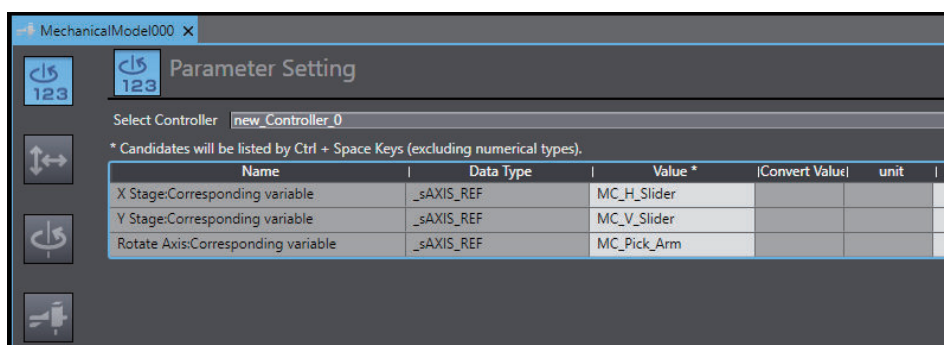 MechanicalModel000 X
123
123 Parameter Setting
Select Controller new_Controller_0
* Candidates will be listed by Ctrl + Space Keys (excluding numerical types).
Name | Data Type | Value * |Convert Value| unit |
X Stage:Corresponding variable _sAXIS_REF MC_H_Slider
Y Stage:Corresponding variable _sAXIS_REF MC_V_Slider
Rotate Axis:Corresponding variable _sAXIS_REF MC_Pick_Arm